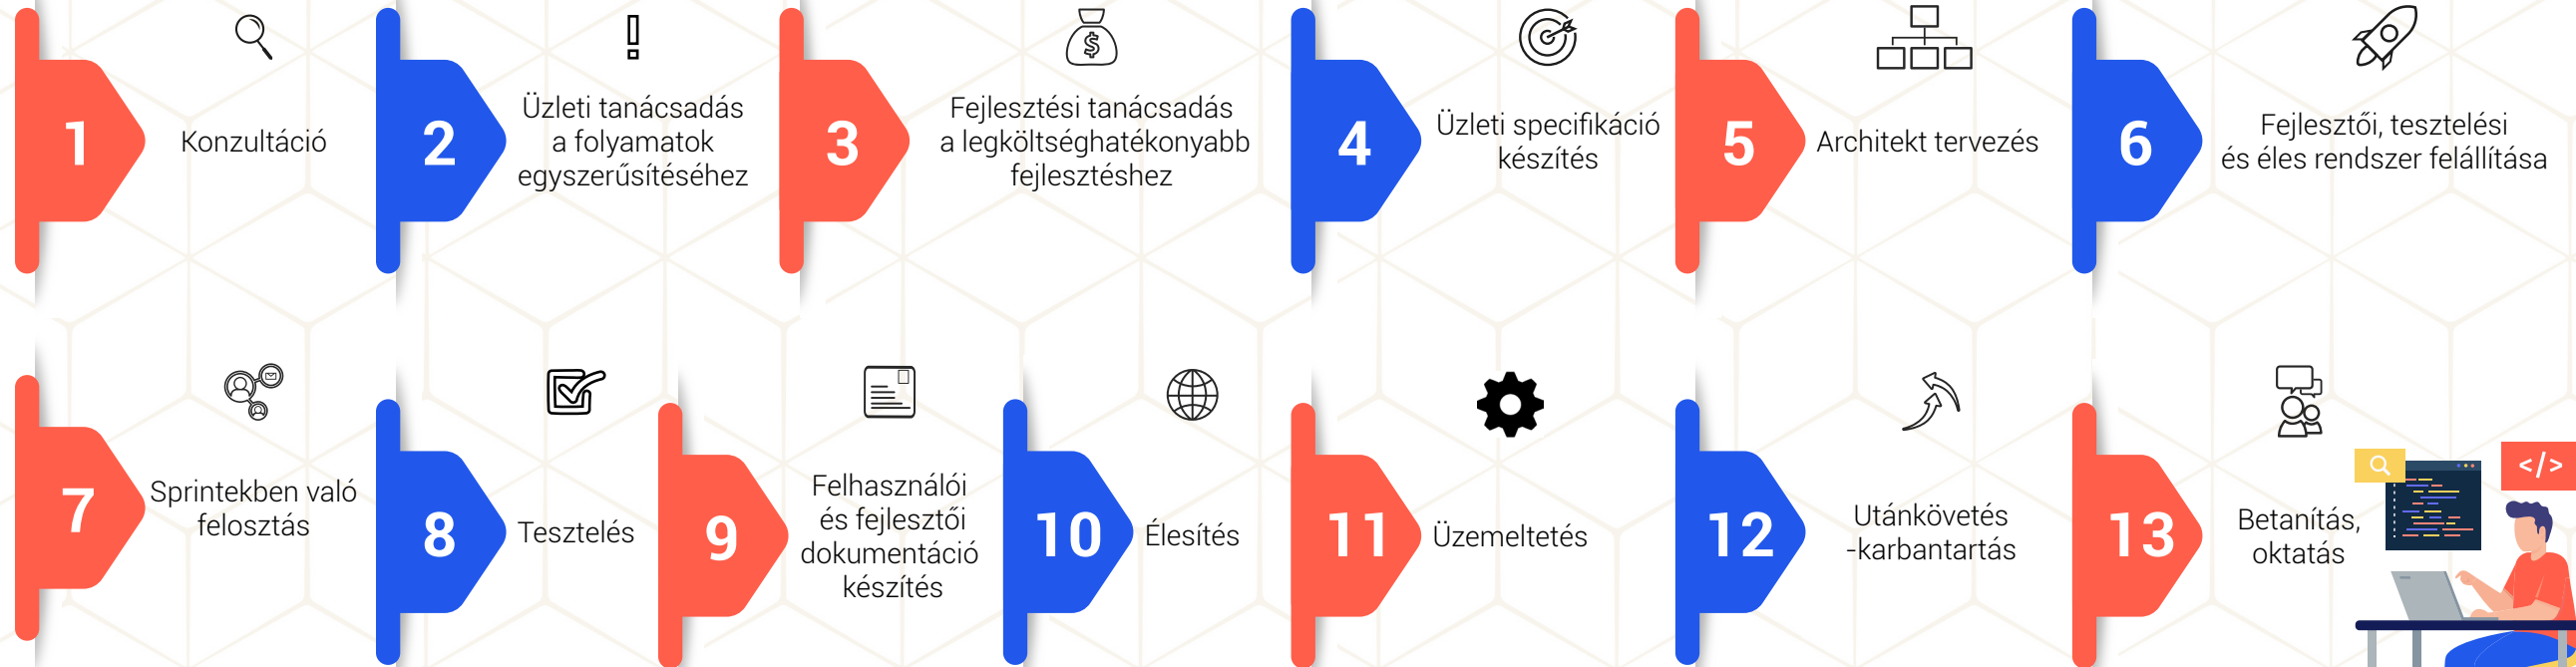 1
Konzultáció
2
Üzleti tanácsadás
a folyamatok
egyszerűsítéséhez
3
$
Fejlesztési tanácsadás
a legköltséghatékonyabb
fejlesztéshez
4
Üzleti specifikáció
készítés
5
Architekt tervezés
6
Fejlesztői, tesztelési
és éles rendszer felállítása
7
Sprintekben való
felosztás
8
Tesztelés
9
Felhasználói
és fejlesztői
dokumentáció
készítés
10
Élesítés
11
Üzemeltetés
12
Utánkövetés
-karbantartás
13
Betanítás,
oktatás
</>